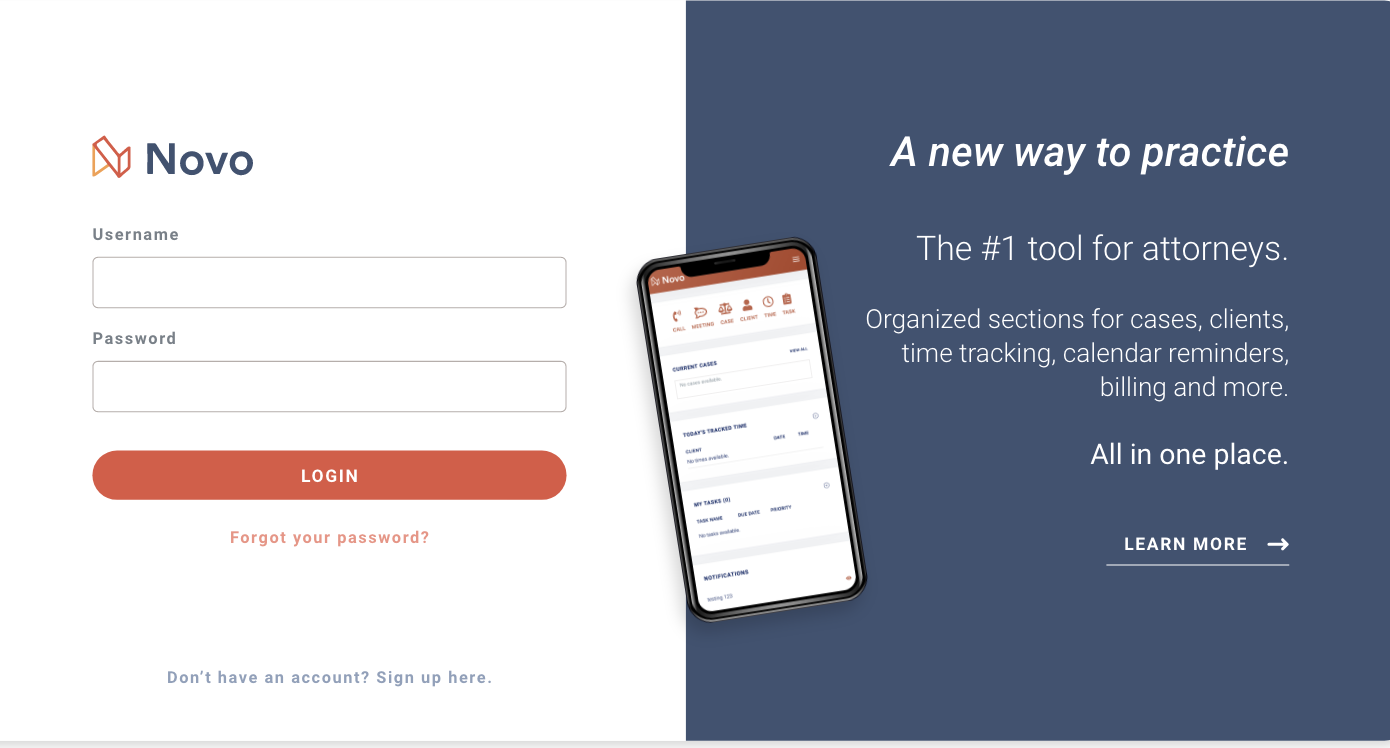 Novo
Username
Password
LOGIN
Forgot your password?
Don’t have an account? Sign up here.
Novo
CALL MEETING CASE CLIENT TIME TASK
CURRENT CASES VIEW ALL
No cases available.
TODAY'S TRACKED TIME
CLIENT DATE TIME
No times available.
MY TASKS (0)
TASK NAME DUE DATE PRIORITY
No tasks available.
NOTIFICATIONS
testing 123
A new way to practice
The #1 tool for attorneys.
Organized sections for cases, clients,
time tracking, calendar reminders,
billing and more.
All in one place.
LEARN MORE